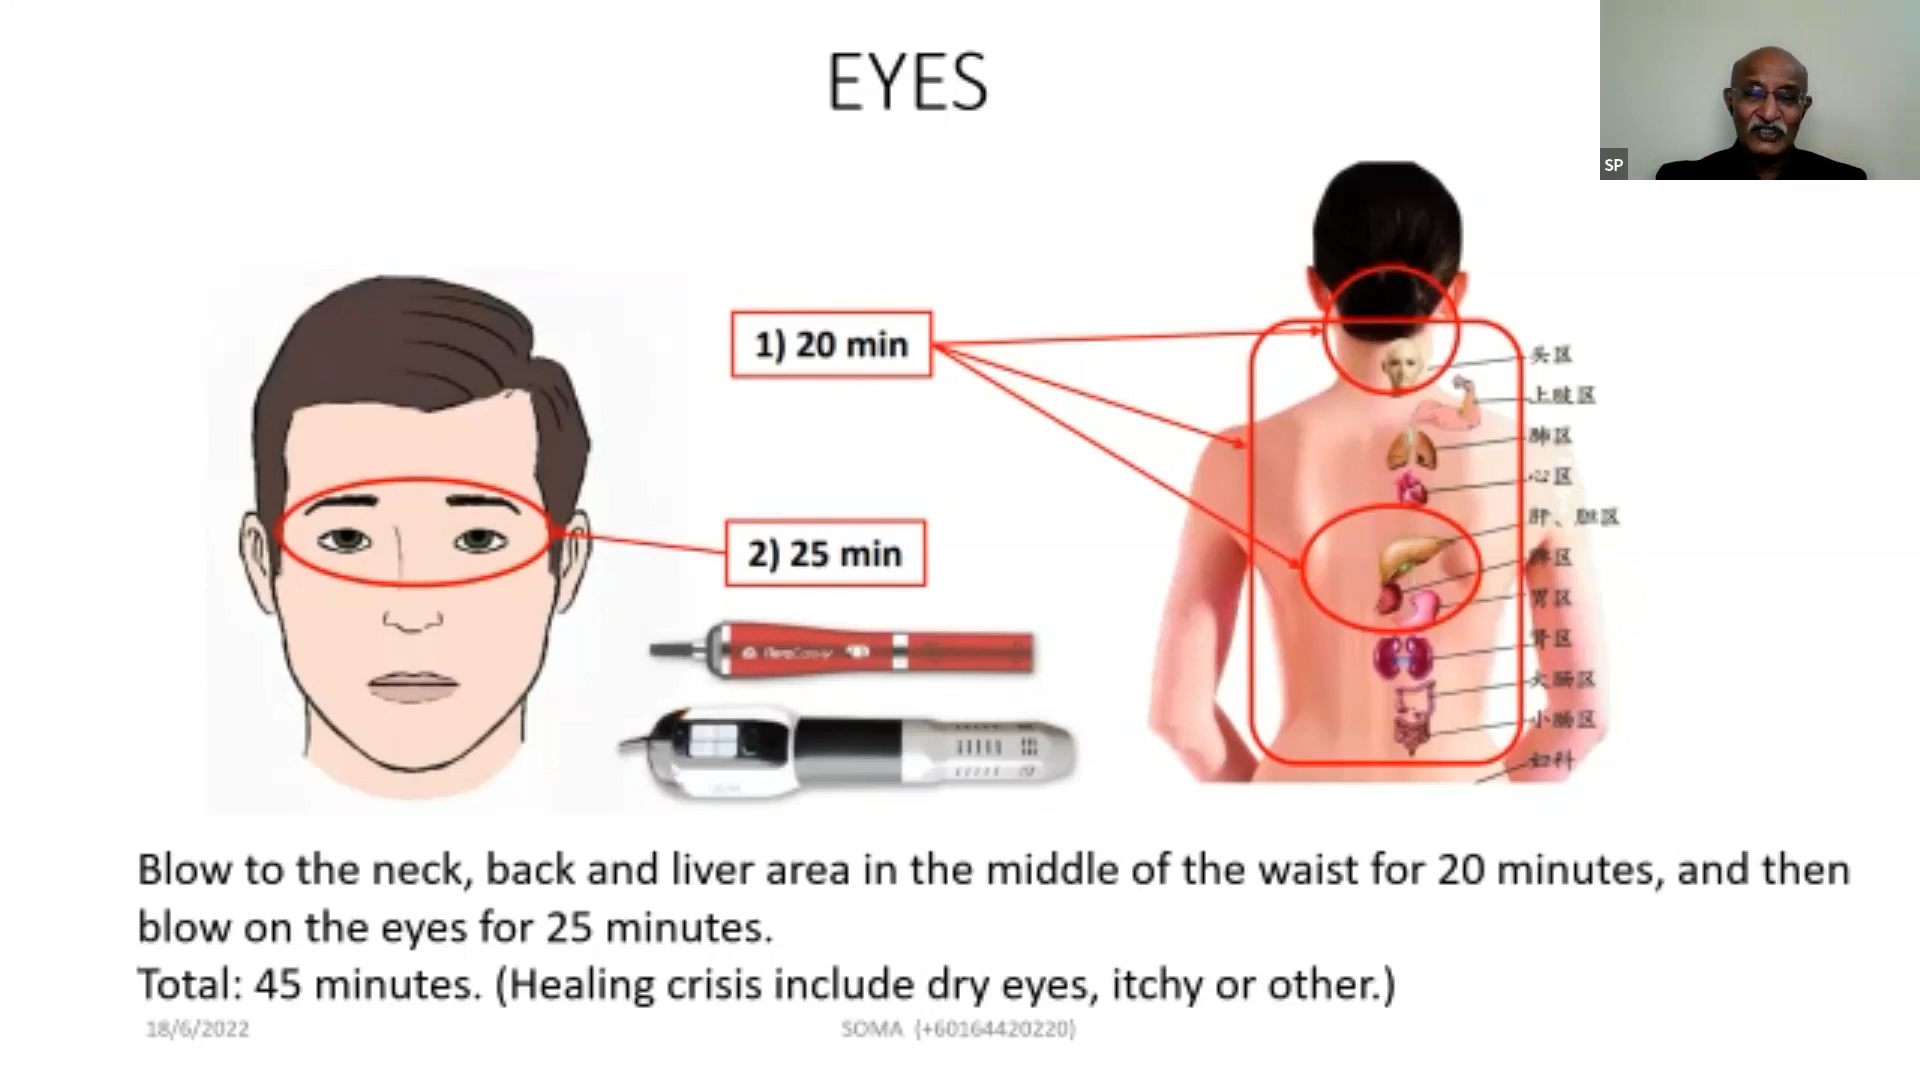 EYES
SP
1) 20 min
2) 25 min
头区
上肢区
肺区
心区
肝、胆区
脾区
胃区
肾区
大肠区
小肠区
妇科
Blow to the neck, back and liver area in the middle of the waist for 20 minutes, and then
blow on the eyes for 25 minutes.
Total: 45 minutes. (Healing crisis include dry eyes, itchy or other.)
18/6/2022
SOMA (+60164420220)